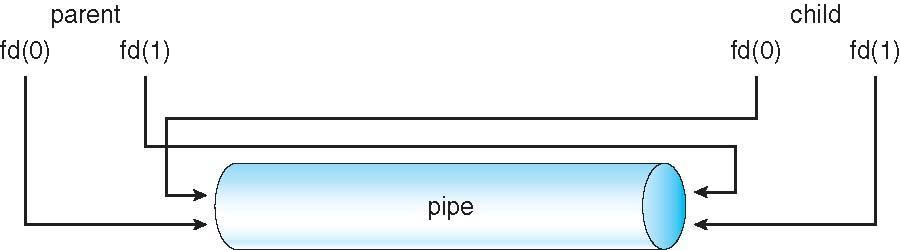 parent child
fd(0) fd(1) fd(0) fd(1)
pipe